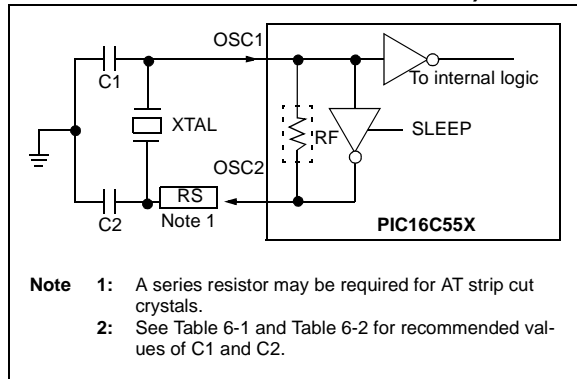 OSC1
C1
To internal logic
XTAL
RF
SLEEP
OSC2
RS
C2
Note 1
PIC16C55X
Note 1: A series resistor may be required for AT strip cut
crystals.
2: See Table 6-1 and Table 6-2 for recommended val-
ues of C1 and C2.